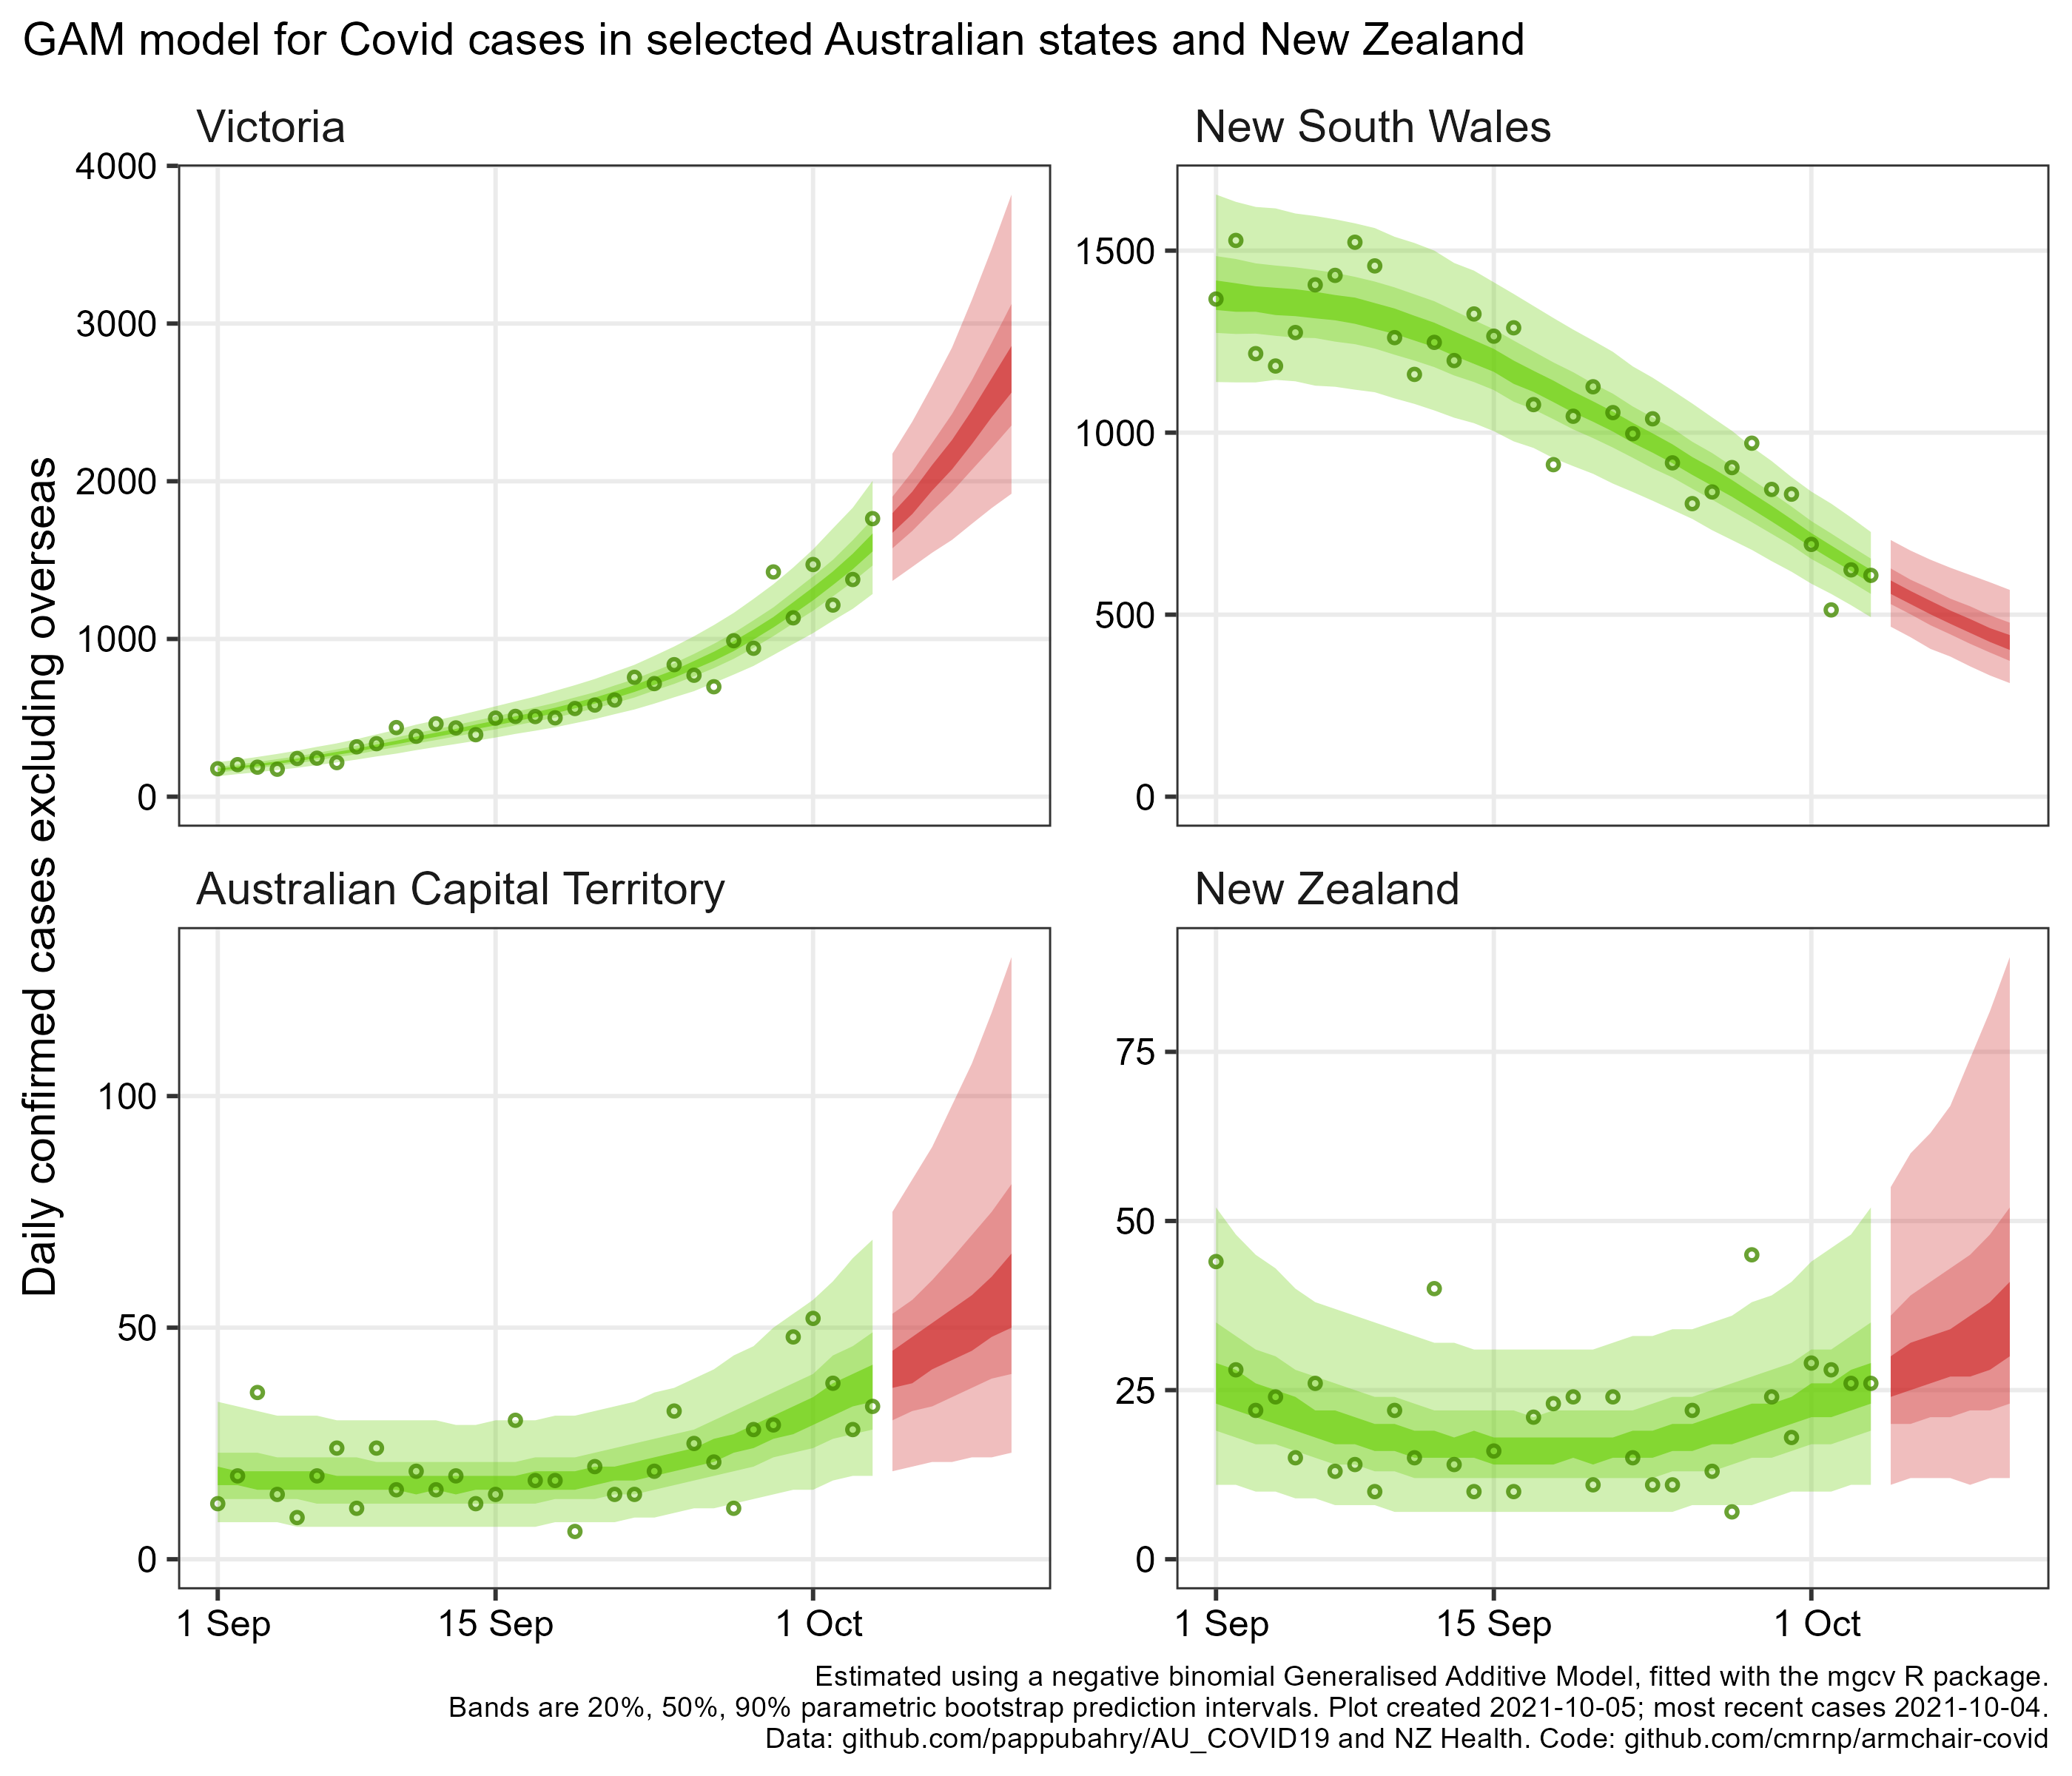 GAM model for Covid cases in selected Australian states and New Zealand
Daily confirmed cases excluding overseas
Victoria
4000
3000
2000
1000
0
New South Wales
1500
1000
500
0
Australian Capital Territory
100
50
0
1 Sep
15 Sep
1 Oct
New Zealand
75
50
25
0
1 Sep
15 Sep
1 Oct
Estimated using a negative binomial Generalised Additive Model, fitted with the mgcv R package.
Bands are 20%, 50%, 90% parametric bootstrap prediction intervals. Plot created 2021-10-05; most recent cases 2021-10-04.
Data: github.com/pappubahry/AU_COVID19 and NZ Health. Code: github.com/cmrnp/armchair-covid